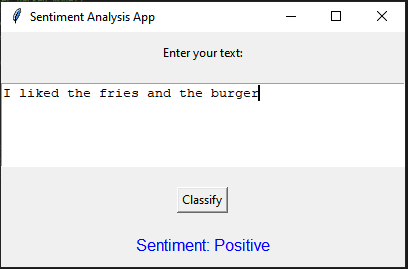 Sentiment Analysis App
Enter your text:
I liked the fries and the burger
Classify
Sentiment: Positive